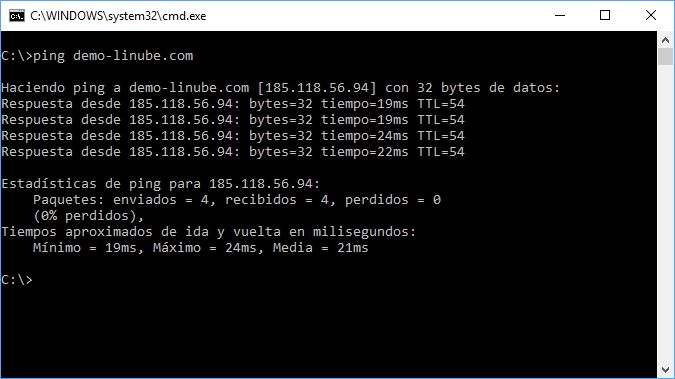 C:\WINDOWS\system32\cmd.exe
C:\>ping demo-linube.com
Haciendo ping a demo-linube.com [185.118.56.94] con 32 bytes de datos:
Respuesta desde 185.118.56.94: bytes=32 tiempo=19ms TTL=54
Respuesta desde 185.118.56.94: bytes=32 tiempo=19ms TTL=54
Respuesta desde 185.118.56.94: bytes=32 tiempo=24ms TTL=54
Respuesta desde 185.118.56.94: bytes=32 tiempo=22ms TTL=54
Estadísticas de ping para 185.118.56.94:
    Paquetes: enviados = 4, recibidos = 4, perdidos = 0
    (0% perdidos),
Tiempos aproximados de ida y vuelta en milisegundos:
    Mínimo = 19ms, Máximo = 24ms, Media = 21ms
C:\>